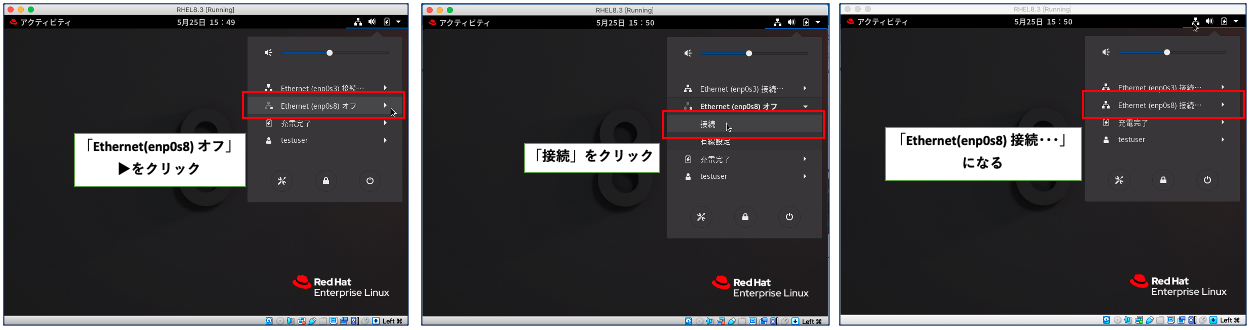 RHEL8.3 [Running]
アクティビティ
5月25日 15：49
Ethernet (enp0s3) 接続…
Ethernet (enp0s8) オフ
充電完了
testuser
「Ethernet(enp0s8) オフ」
▶をクリック
Red Hat
Enterprise Linux
Left ⌘
RHEL8.3 [Running]
アクティビティ
5月25日 15：50
Ethernet (enp0s3) 接続…
Ethernet (enp0s8) オフ
接続
有線設定
充電完了
testuser
「接続」をクリック
Red Hat
Enterprise Linux
Left ⌘
RHEL8.3 [Running]
アクティビティ
5月25日 15：50
Ethernet (enp0s3) 接続…
Ethernet (enp0s8) 接続…
充電完了
testuser
「Ethernet(enp0s8) 接続･･･」
になる
Red Hat
Enterprise Linux
Left ⌘